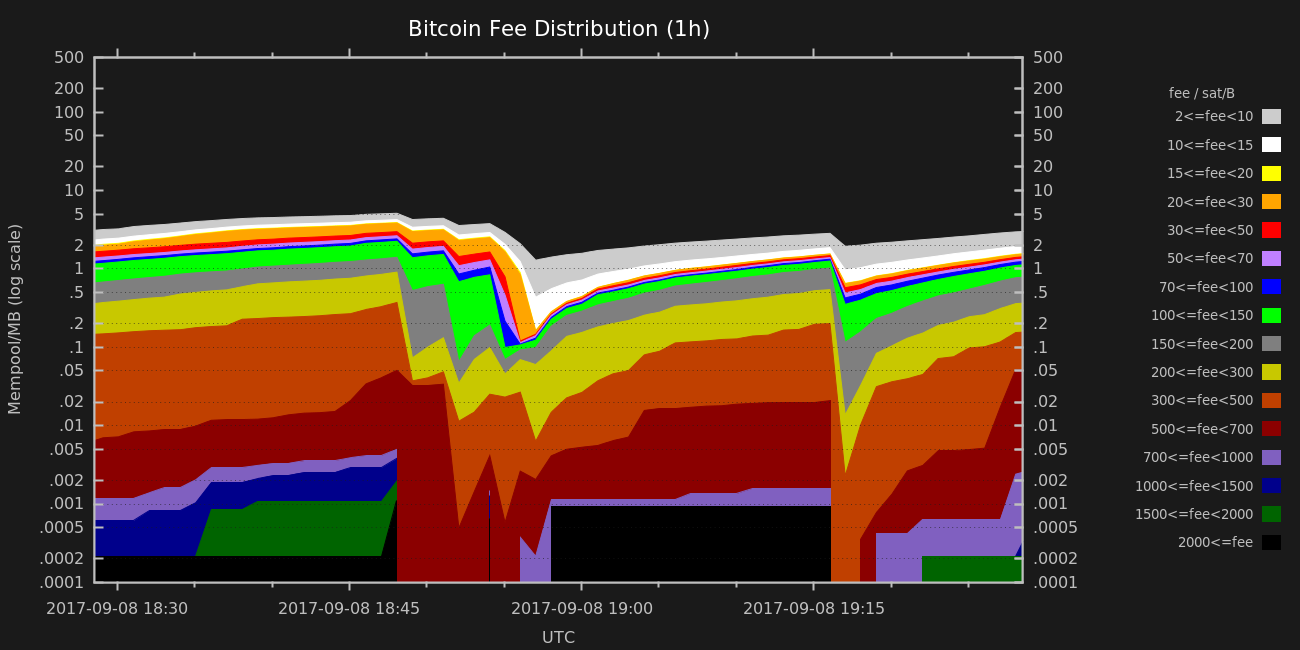 Bitcoin Fee Distribution (1h)
500
200
100
50
20
10
5
2
1
.5
.2
.1
.05
.02
.01
.005
.002
.001
.0005
.0002
.0001
Mempool/MB (log scale)
500
200
100
50
20
10
5
2
1
.5
.2
.1
.05
.02
.01
.005
.002
.001
.0005
.0002
.0001
2017-09-08 18:30
2017-09-08 18:45
2017-09-08 19:00
2017-09-08 19:15
UTC
fee / sat/B
2<=fee<10
10<=fee<15
15<=fee<20
20<=fee<30
30<=fee<50
50<=fee<70
70<=fee<100
100<=fee<150
150<=fee<200
200<=fee<300
300<=fee<500
500<=fee<700
700<=fee<1000
1000<=fee<1500
1500<=fee<2000
2000<=fee